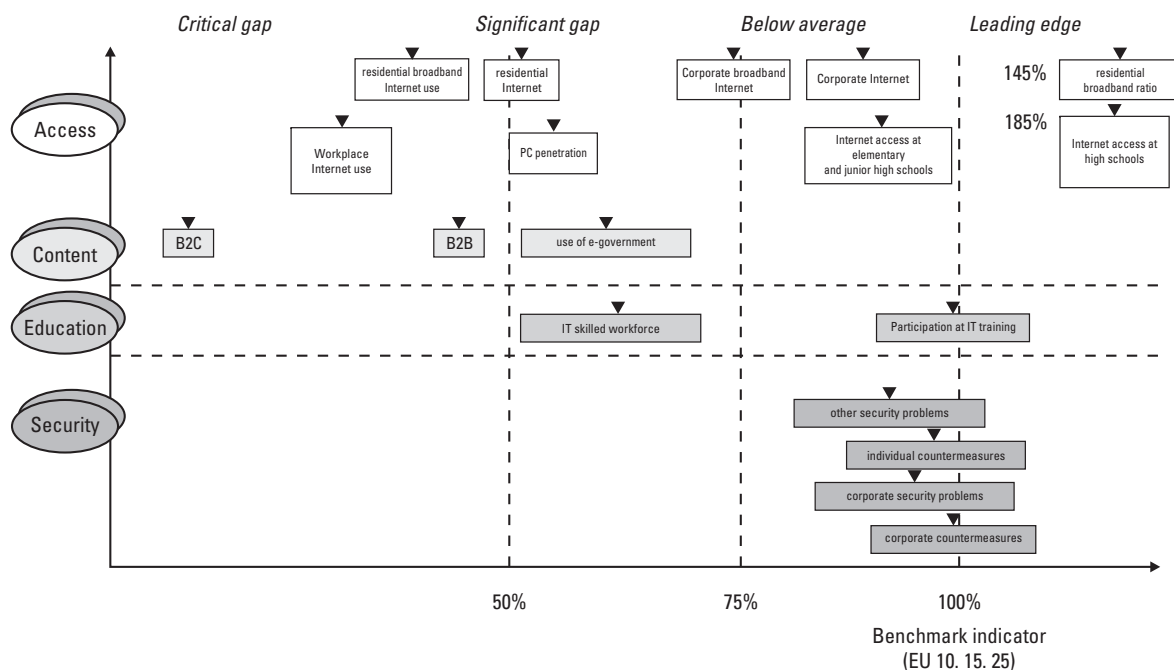 Critical gap
Significant gap
Below average
Leading edge
Access
residential broadband
Internet use
residential
Internet
Corporate broadband
Internet
Corporate Internet
145%
residential
broadband ratio
Workplace
Internet use
PC penetration
Internet access at
elementary
and junior high schools
185%
Internet access at
high schools
Content
B2C
B2B
use of e-government
Education
IT skilled workforce
Participation at IT training
Security
other security problems
individual countermeasures
corporate security problems
corporate countermeasures
50%
75%
100%
Benchmark indicator
(EU 10. 15. 25)